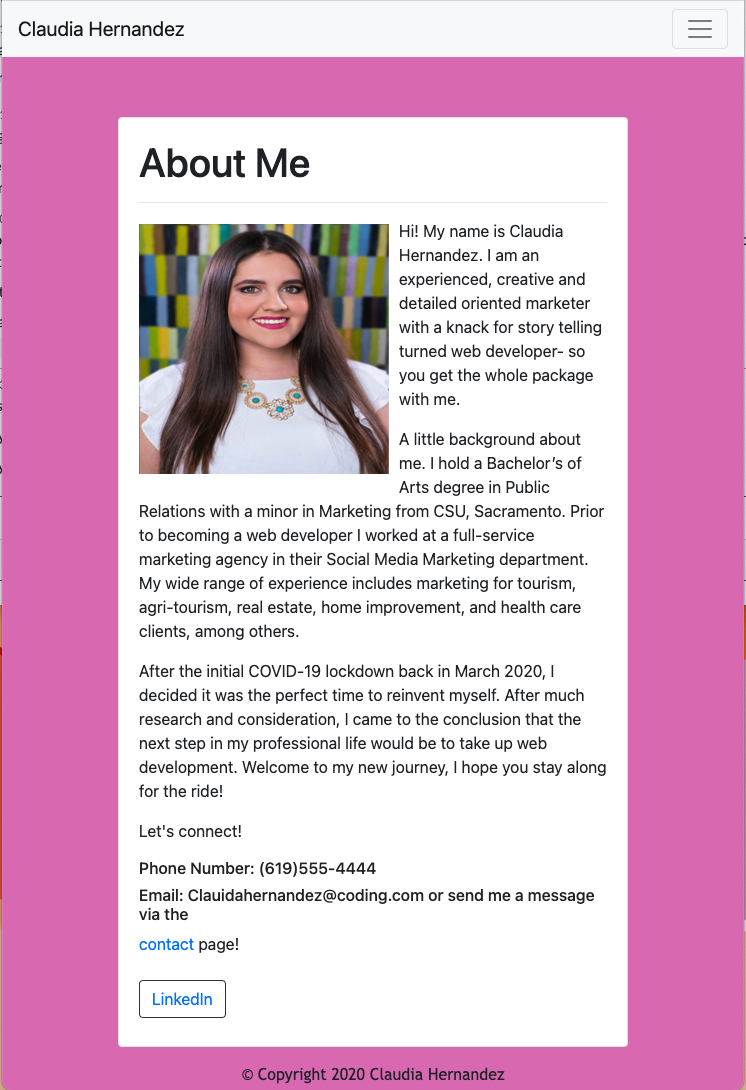 Claudia Hernandez
About Me
Hi! My name is Claudia
Hernandez. I am an
experienced, creative and
detailed oriented marketer
with a knack for story telling
turned web developer- so
you get the whole package
with me.
A little background about
me. I hold a Bachelor’s of
Arts degree in Public
Relations with a minor in Marketing from CSU, Sacramento. Prior
to becoming a web developer I worked at a full-service
marketing agency in their Social Media Marketing department.
My wide range of experience includes marketing for tourism,
agri-tourism, real estate, home improvement, and health care
clients, among others.
After the initial COVID-19 lockdown back in March 2020, I
decided it was the perfect time to reinvent myself. After much
research and consideration, I came to the conclusion that the
next step in my professional life would be to take up web
development. Welcome to my new journey, I hope you stay along
for the ride!
Let's connect!
Phone Number: (619)555-4444
Email: Clauidahernandez@coding.com or send me a message
via the
contact page!
LinkedIn
© Copyright 2020 Claudia Hernandez